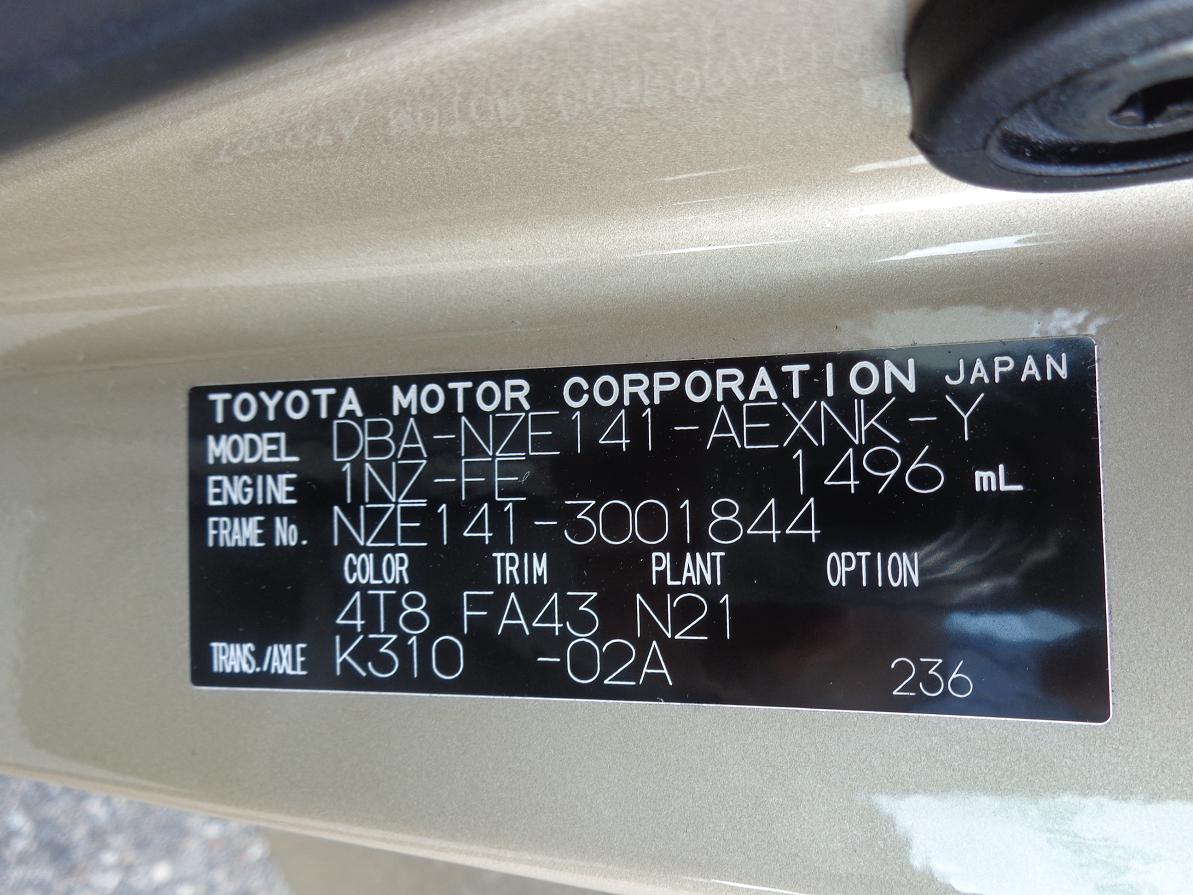 TOYOTA MOTOR CORPORATION JAPAN
MODEL DBA-NZE141-AEXNK-Y
ENGINE 1NZ-FE 1496 mL
FRAME No. NZE141-3001844
COLOR TRIM PLANT OPTION
4T8 FA43 N21
TRANS./AXLE K310 -02A 236